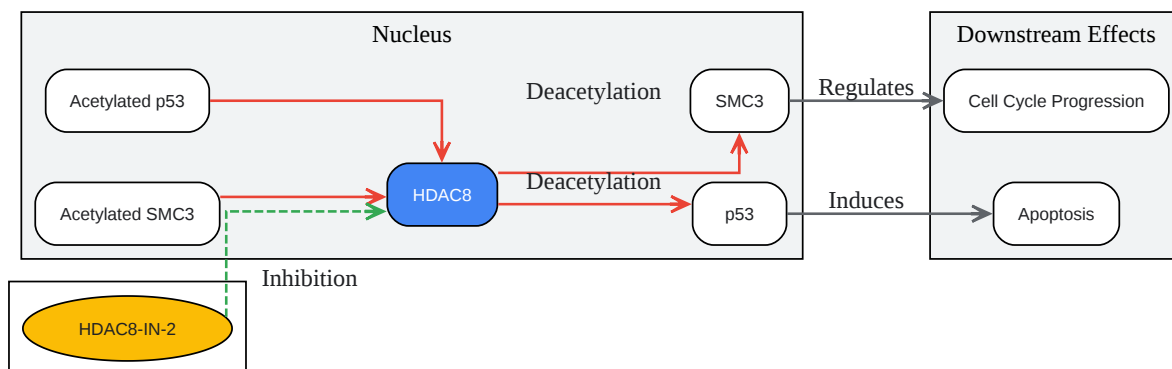 Nucleus
Downstream Effects
Acetylated p53
Deacetylation
SMC3
Regulates
Cell Cycle Progression
Acetylated SMC3
HDAC8
Deacetylation
p53
Induces
Apoptosis
Inhibition
HDAC8-IN-2